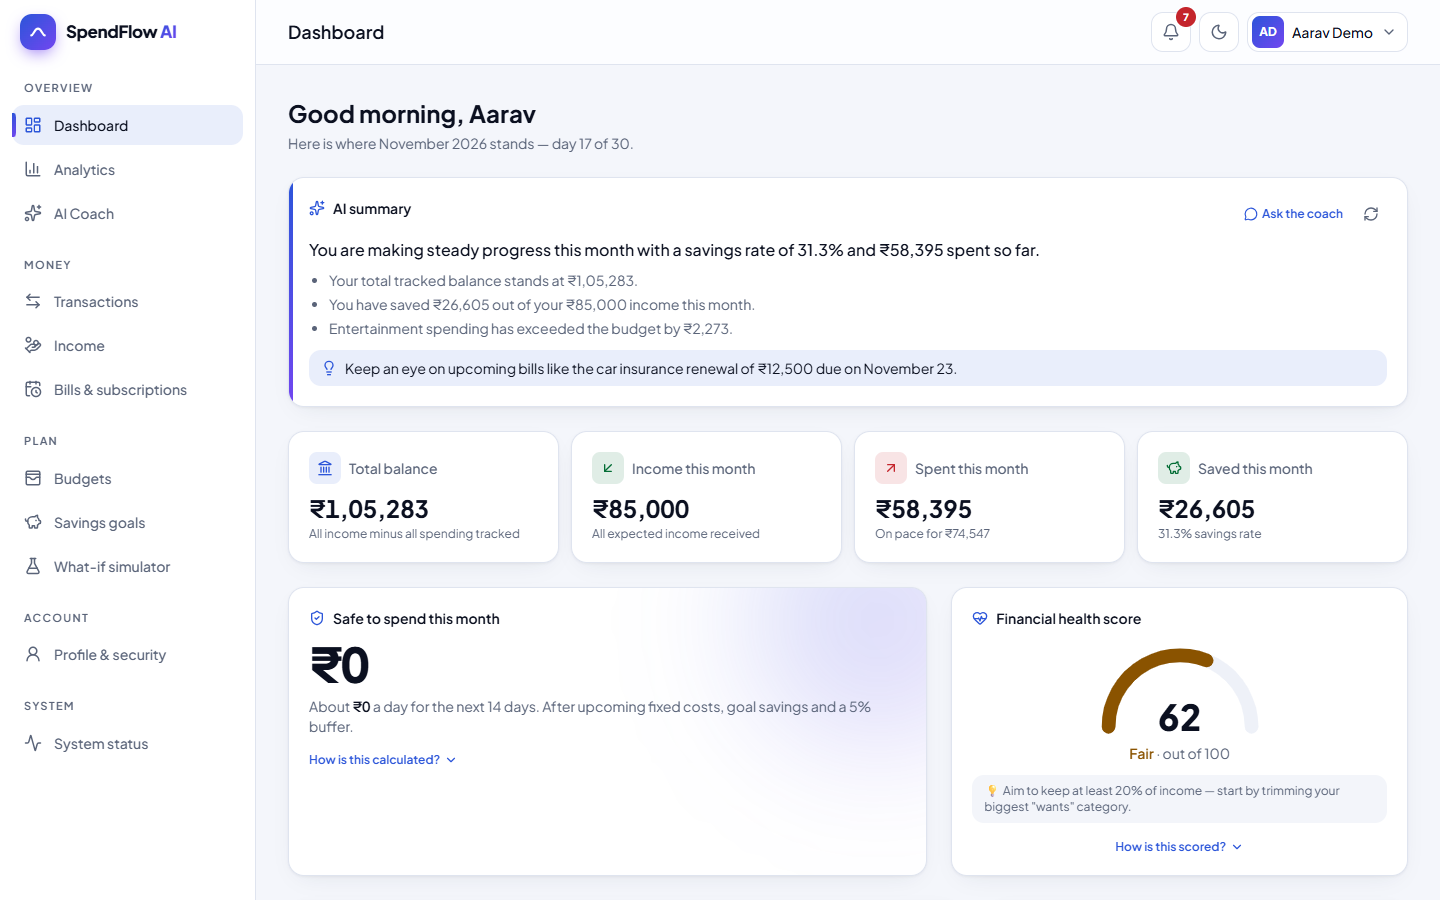 SpendFlow AI
OVERVIEW
Dashboard
Analytics
AI Coach
MONEY
Transactions
Income
Bills & subscriptions
PLAN
Budgets
Savings goals
What-if simulator
ACCOUNT
Profile & security
SYSTEM
System status
Dashboard
7
AD
Aarav Demo
Good morning, Aarav
Here is where November 2026 stands — day 17 of 30.
AI summary
Ask the coach
You are making steady progress this month with a savings rate of 31.3% and ₹58,395 spent so far.
• Your total tracked balance stands at ₹1,05,283.
• You have saved ₹26,605 out of your ₹85,000 income this month.
• Entertainment spending has exceeded the budget by ₹2,273.
Keep an eye on upcoming bills like the car insurance renewal of ₹12,500 due on November 23.
Total balance
₹1,05,283
All income minus all spending tracked
Income this month
₹85,000
All expected income received
Spent this month
₹58,395
On pace for ₹74,547
Saved this month
₹26,605
31.3% savings rate
Safe to spend this month
₹0
About ₹0 a day for the next 14 days. After upcoming fixed costs, goal savings and a 5%
buffer.
How is this calculated?
Financial health score
62
Fair · out of 100
💡 Aim to keep at least 20% of income — start by trimming your
biggest "wants" category.
How is this scored?